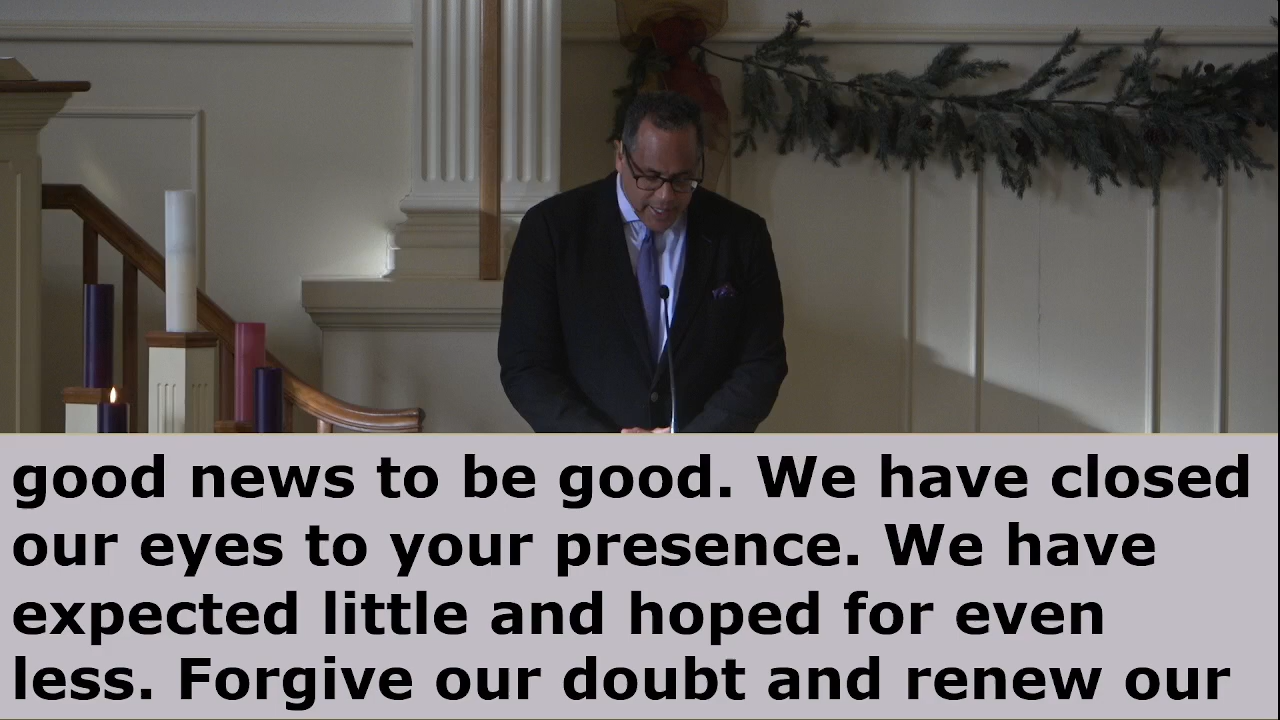 good news to be good. We have closed
our eyes to your presence. We have
expected little and hoped for even
less. Forgive our doubt and renew our